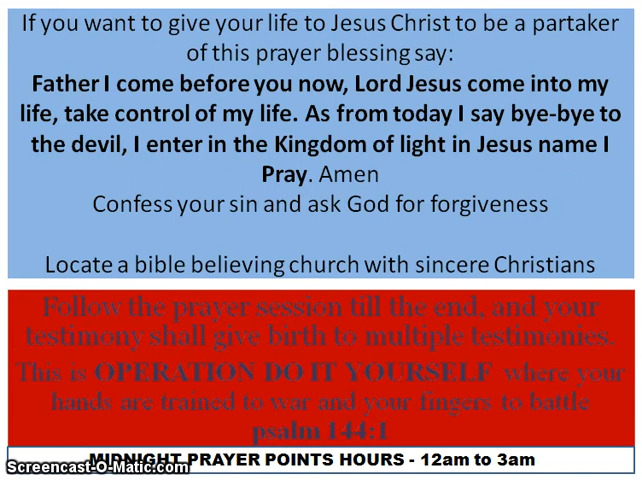 If you want to give your life to Jesus Christ to be a partaker
of this prayer blessing say:
Father I come before you now, Lord Jesus come into my
life, take control of my life. As from today I say bye-bye to
the devil, I enter in the Kingdom of light in Jesus name I
Pray. Amen
Confess your sin and ask God for forgiveness
Locate a bible believing church with sincere Christians
Follow the prayer session till the end, and your
testimony shall give birth to multiple testimonies.
This is OPERATION DO IT YOURSELF where your
hands are trained to war and your fingers to battle
psalm 144:1
MIDNIGHT PRAYER POINTS HOURS - 12am to 3am
Screencast-O-Matic.com